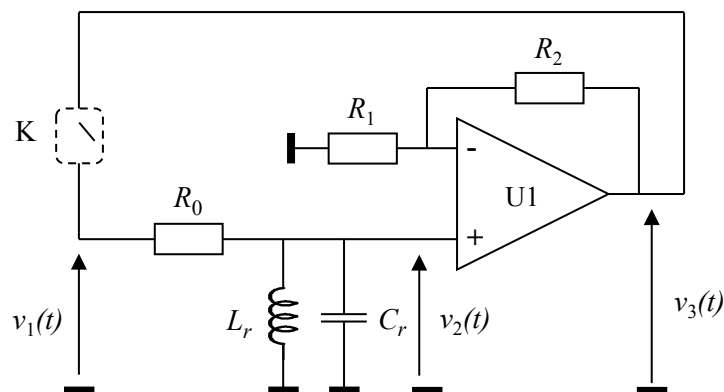 R2
R1
K
-
U1
R0
+
v1(t)
Lr
Cr
v2(t)
v3(t)